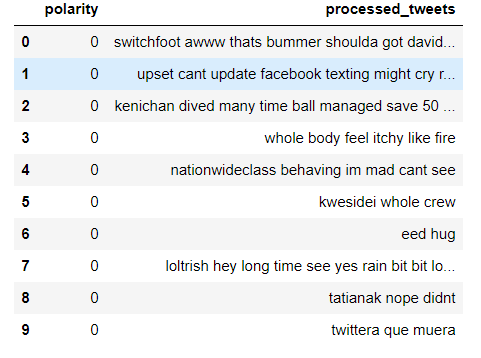 polarity processed_tweets
0 0 switchfoot awww thats bummer shoulda got david...
1 0 upset cant update facebook texting might cry r...
2 0 kenichan dived many time ball managed save 50 ...
3 0 whole body feel itchy like fire
4 0 nationwideclass behaving im mad cant see
5 0 kwesidei whole crew
6 0 eed hug
7 0 loltrish hey long time see yes rain bit bit lo...
8 0 tatianak nope didnt
9 0 twittera que muera